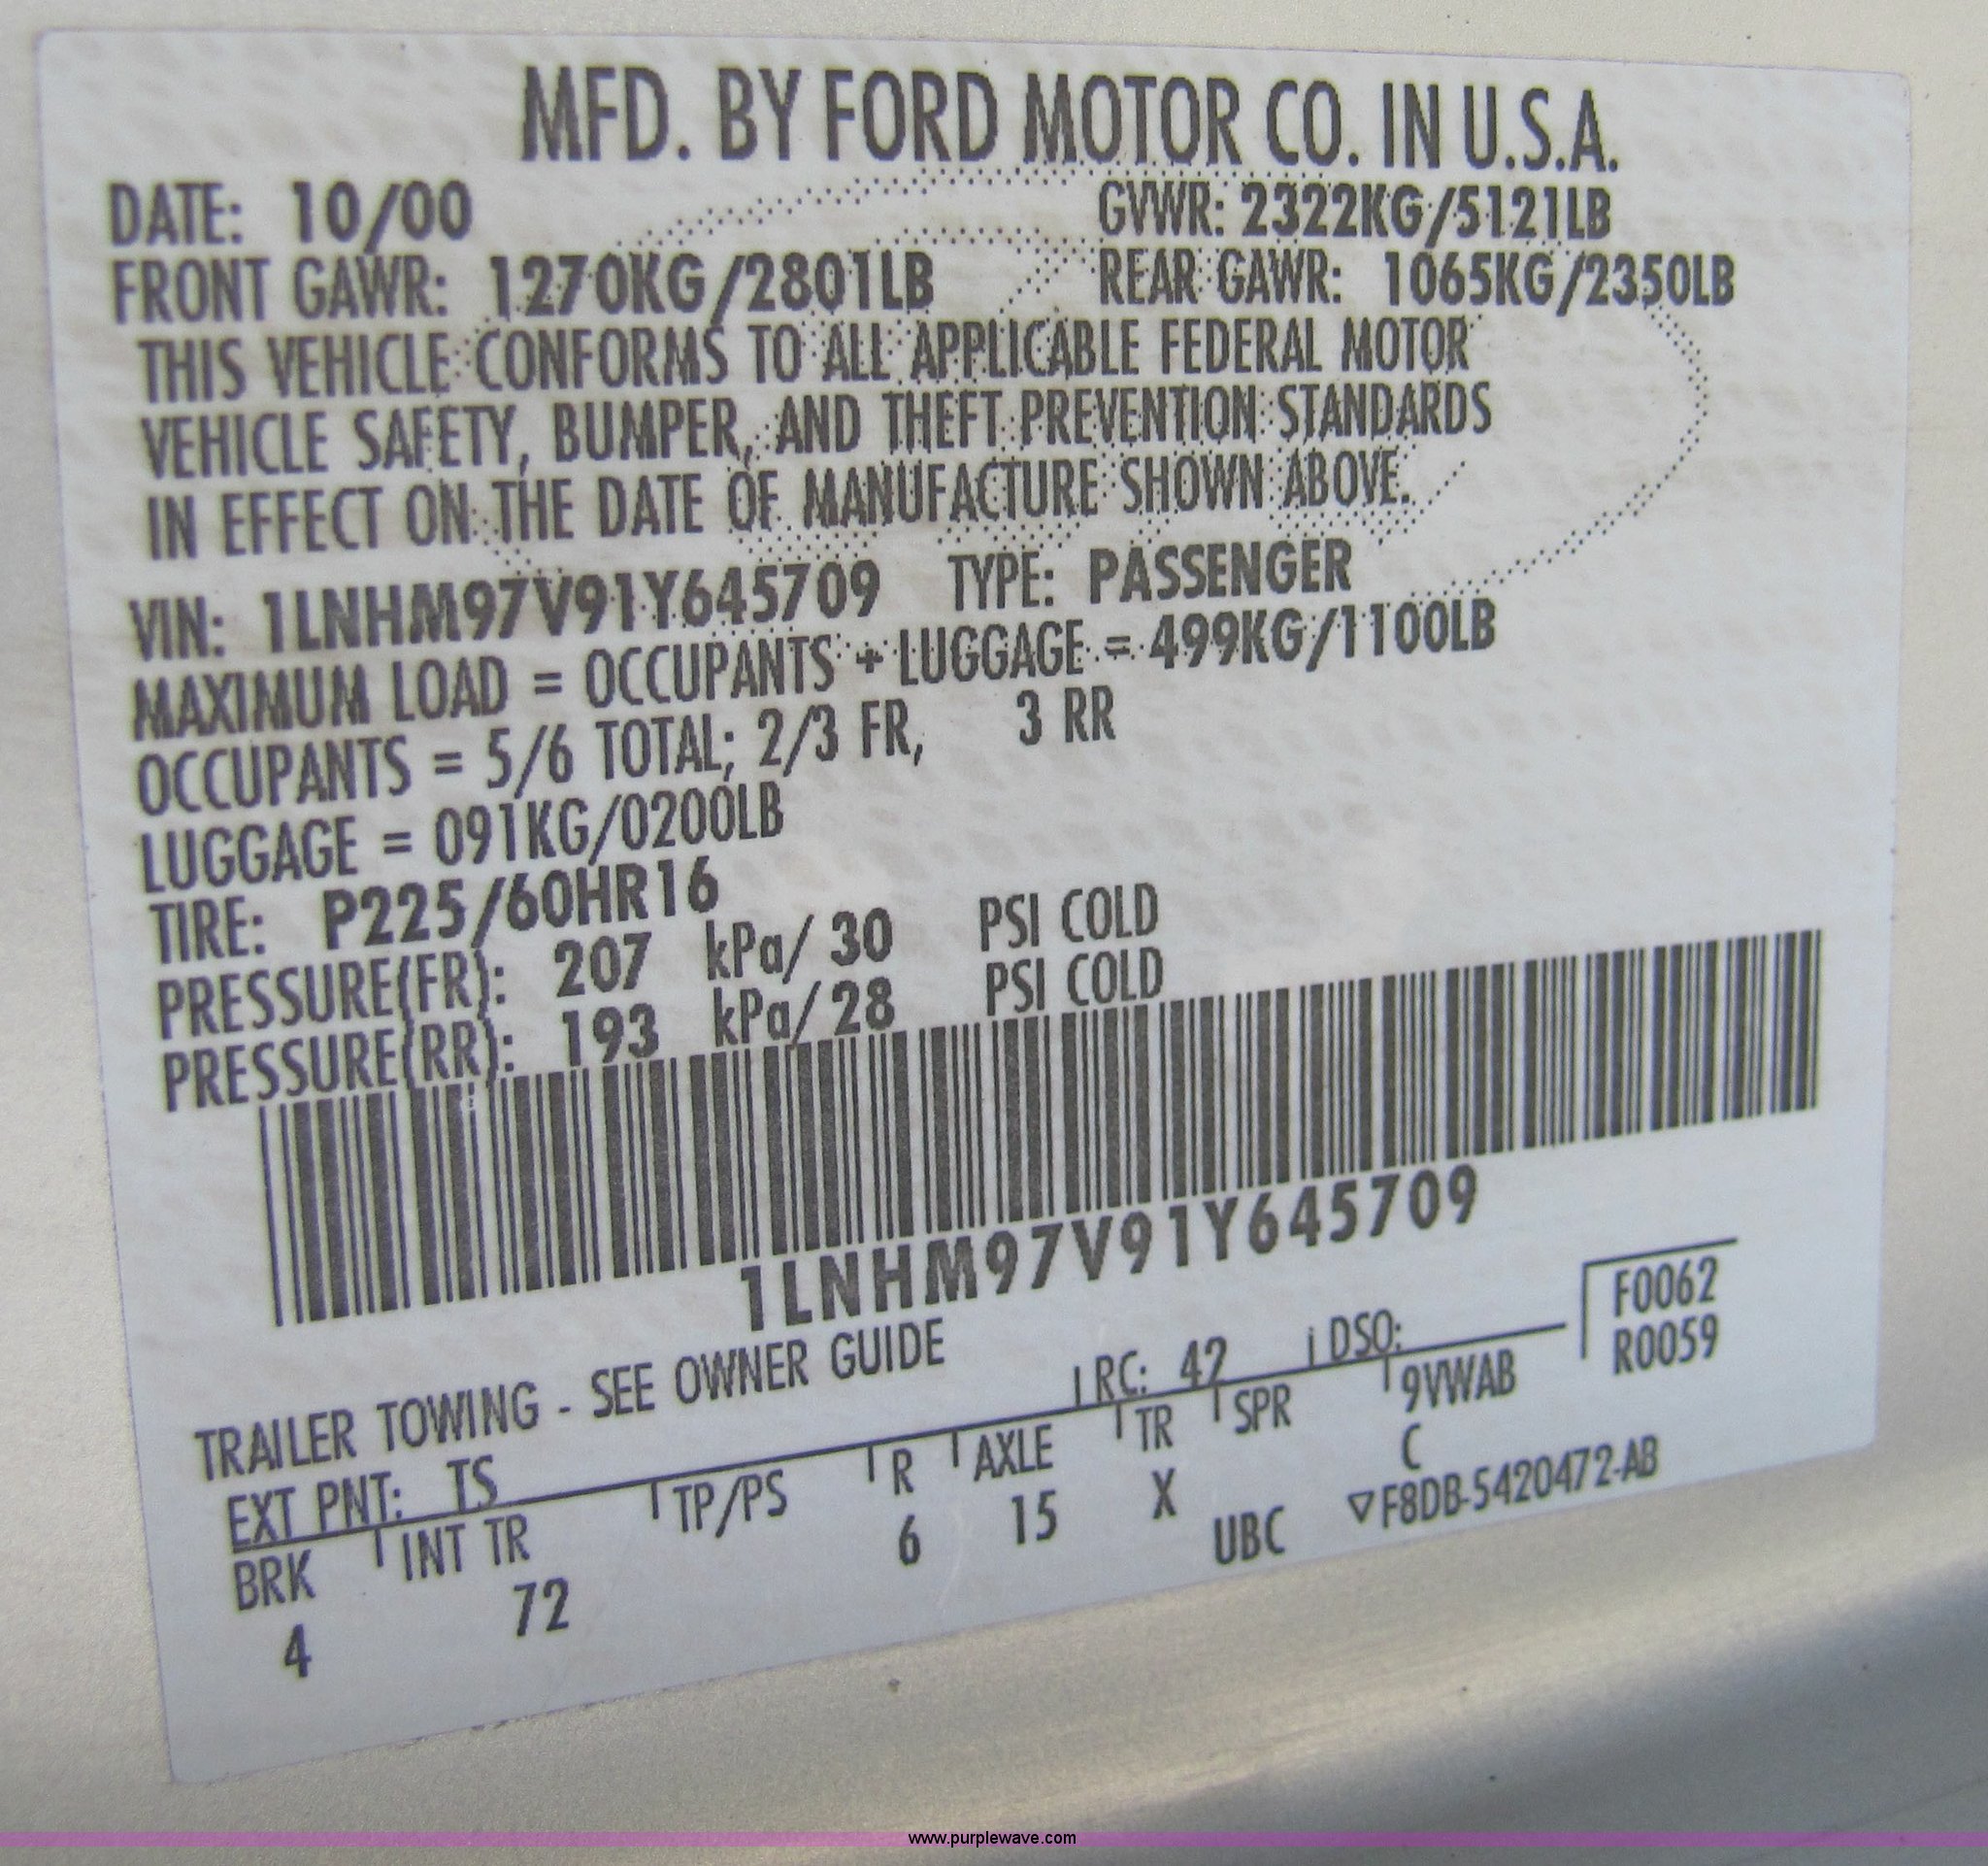 MFD. BY FORD MOTOR CO. IN U.S.A.
DATE: 10/00 GVWR: 2322KG/5121LB
FRONT GAWR: 1270KG/2801LB REAR GAWR: 1065KG/2350LB
THIS VEHICLE CONFORMS TO ALL APPLICABLE FEDERAL MOTOR
VEHICLE SAFETY, BUMPER, AND THEFT PREVENTION STANDARDS
IN EFFECT ON THE DATE OF MANUFACTURE SHOWN ABOVE.
VIN: 1LNHM97V91Y645709 TYPE: PASSENGER
MAXIMUM LOAD = OCCUPANTS + LUGGAGE = 499KG/1100LB
OCCUPANTS = 5/6 TOTAL; 2/3 FR, 3 RR
LUGGAGE = 091KG/0200LB
TIRE: P225/60HR16
PRESSURE(FR): 207 kPa/ 30 PSI COLD
PRESSURE(RR): 193 kPa/ 28 PSI COLD
1LNHM97V91Y645709
F0062
TRAILER TOWING - SEE OWNER GUIDE R0059
EXT PNT: TS RC: 42 DSO:
BRK INT TR TP/PS R AXLE TR SPR 9VWAB
4 72 6 15 X C
UBC ▽F8DB-5420472-AB
www.purplewave.com